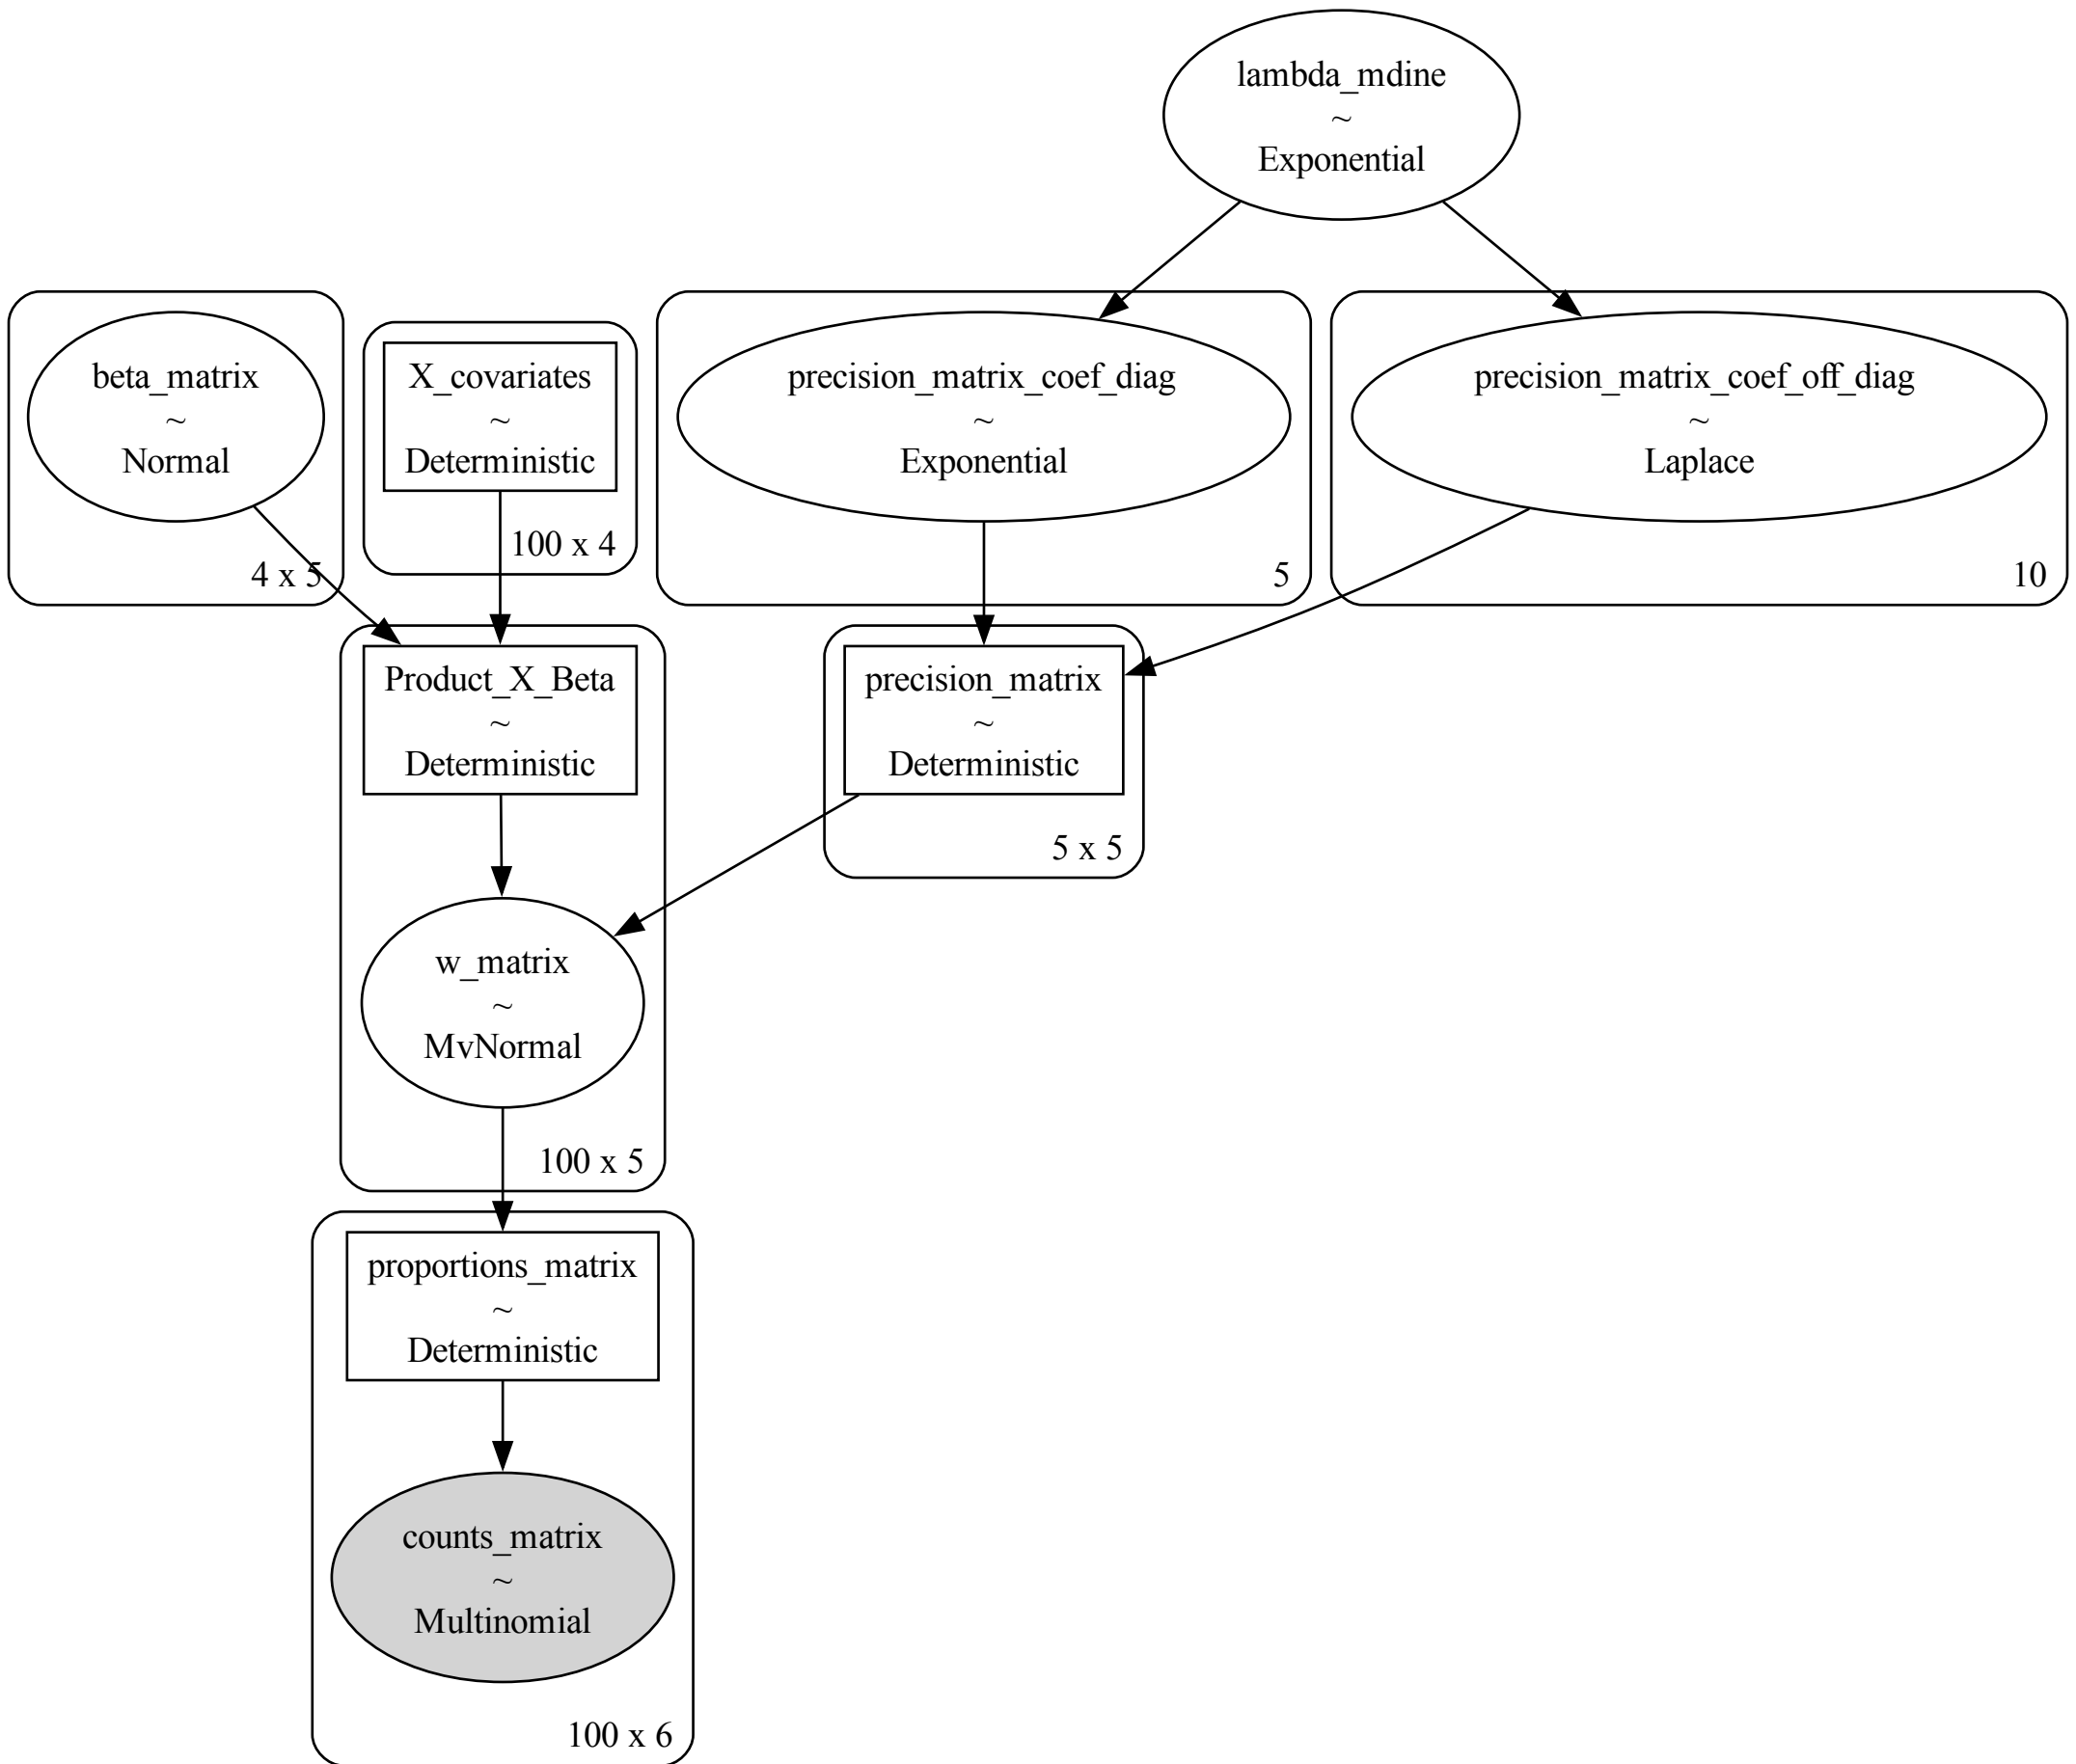 lambda_mdine
~
Exponential
beta_matrix
~
Normal
4 x 5
X_covariates
~
Deterministic
100 x 4
precision_matrix_coef_diag
~
Exponential
5
precision_matrix_coef_off_diag
~
Laplace
10
Product_X_Beta
~
Deterministic
precision_matrix
~
Deterministic
5 x 5
w_matrix
~
MvNormal
100 x 5
proportions_matrix
~
Deterministic
counts_matrix
~
Multinomial
100 x 6